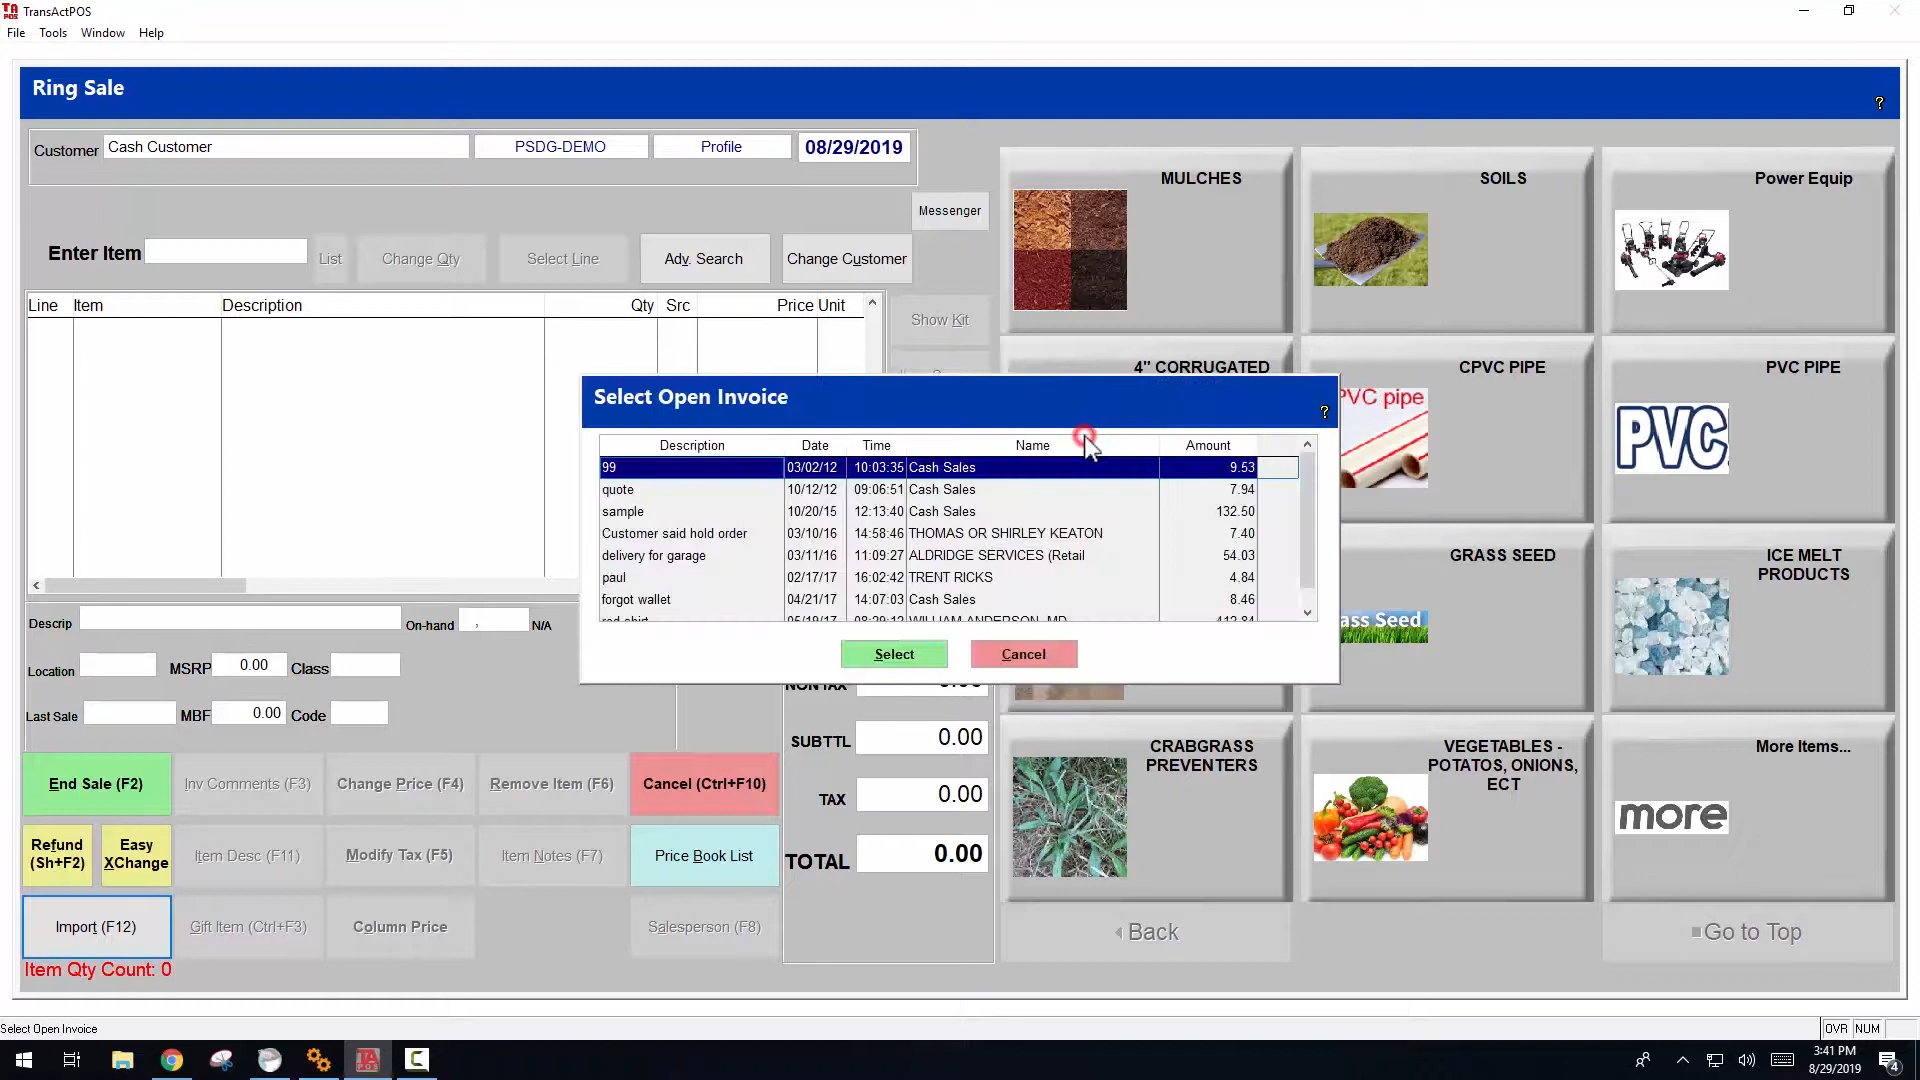 TransActPOS
File Tools Window Help
Ring Sale
?
Customer Cash Customer PSDG-DEMO Profile 08/29/2019
Messenger
Enter Item List Change Qty Select Line Adv. Search Change Customer
Line Item Description Qty Src Price Unit
Show Kit
Select Open Invoice
?
Description Date Time Name Amount
99 03/02/12 10:03:35 Cash Sales 9.53
quote 10/12/12 09:06:51 Cash Sales 7.94
sample 10/20/15 12:13:40 Cash Sales 132.50
Customer said hold order 03/10/16 14:58:46 THOMAS OR SHIRLEY KEATON 7.40
delivery for garage 03/11/16 11:09:27 ALDRIDGE SERVICES (Retail 54.03
paul 02/17/17 16:02:42 TRENT RICKS 4.84
forgot wallet 04/21/17 14:07:03 Cash Sales 8.46
WILLIAM ANDERSON, MD
Select Cancel
Descrip On-hand , N/A
Location MSRP 0.00 Class
Last Sale MBF 0.00 Code
NONTAX
SUBTTL 0.00
TAX 0.00
TOTAL 0.00
End Sale (F2) Inv Comments (F3) Change Price (F4) Remove Item (F6) Cancel (Ctrl+F10)
Refund
(Sh+F2)
Easy
XChange
Item Desc (F11) Modify Tax (F5) Item Notes (F7) Price Book List
Import (F12) Gift Item (Ctrl+F3) Column Price Salesperson (F8)
Item Qty Count: 0
MULCHES
SOILS
Power Equip
4" CORRUGATED
CPVC PIPE
PVC pipe
PVC PIPE
PVC
GRASS SEED
ass Seed
ICE MELT
PRODUCTS
CRABGRASS
PREVENTERS
VEGETABLES -
POTATOS, ONIONS,
ECT
More Items...
more
Back
Go to Top
Select Open Invoice
OVR NUM
TA
POS
3:41 PM
8/29/2019
4